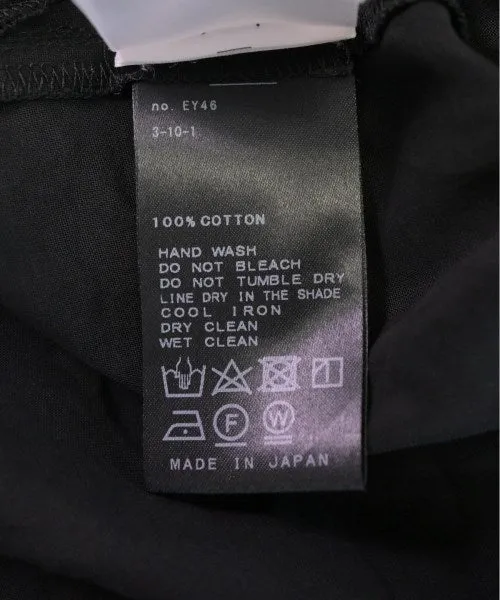 no. EY46
3-10-1
100% COTTON
HAND WASH
DO NOT BLEACH
DO NOT TUMBLE DRY
LINE DRY IN THE SHADE
COOL IRON
DRY CLEAN
WET CLEAN
F
W
MADE IN JAPAN